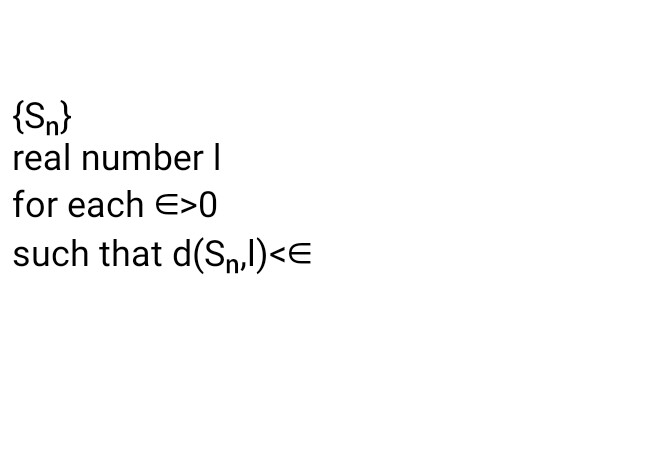 {Sₙ}
real number l
for each ∈>0
such that d(Sₙ,l)<∈